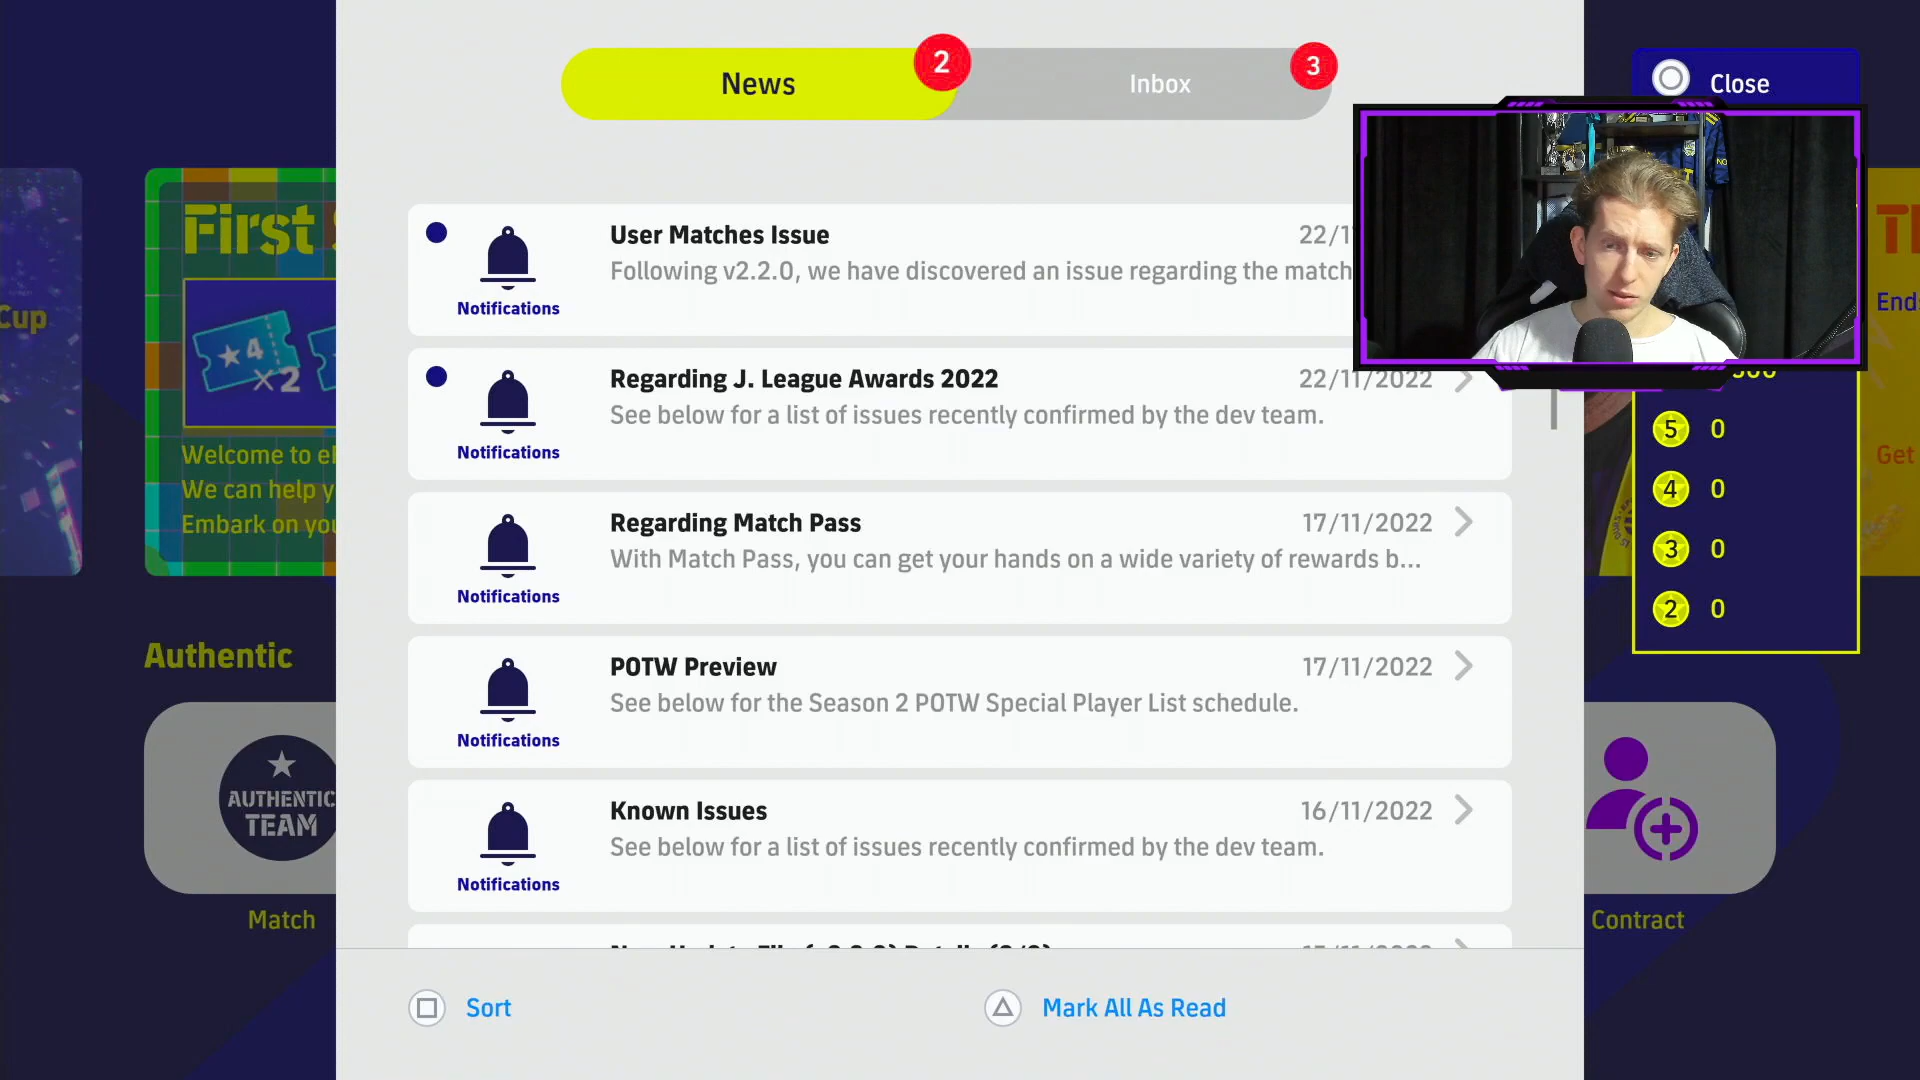 News
2
Inbox
3
Close
First
Cup
★4
×2
Welcome to
We can help
Embark on
Authentic
AUTHENTIC
TEAM
Match
User Matches Issue
22/1
Following v2.2.0, we have discovered an issue regarding the match
Notifications
Regarding J. League Awards 2022
22/11/2022
See below for a list of issues recently confirmed by the dev team.
Notifications
Regarding Match Pass
17/11/2022
With Match Pass, you can get your hands on a wide variety of rewards b...
Notifications
POTW Preview
17/11/2022
See below for the Season 2 POTW Special Player List schedule.
Notifications
Known Issues
16/11/2022
See below for a list of issues recently confirmed by the dev team.
Notifications
5 0
4 0
3 0
2 0
Get
Contract
Sort
Mark All As Read